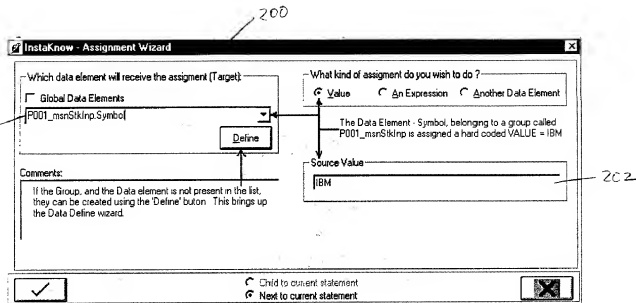 200
InstaKnow - Assignment Wizard
Which data element will receive the assigment (Target):
Global Data Elements
P001_msnStkInp.Symbol
Define
What kind of assigment do you wish to do ?
Value
An Expression
Another Data Element
The Data Element - Symbol, belonging to a group called
P001_msnStkInp is assigned a hard coded VALUE = IBM
Source Value
IBM
202
Comments:
If the Group, and the Data element is not present in the list,
they can be created using the 'Define' buton This brings up
the Data Define wizard.
Child to current statement
Next to current statement